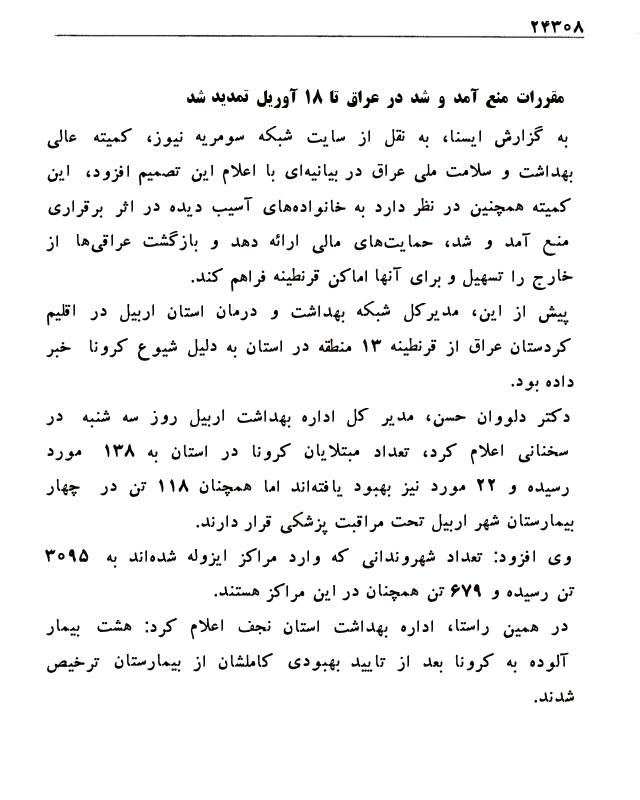 ۲۴۳۰۸
مقررات منع آمد و شد در عراق تا ۱۸ آوریل تمدید شد
به گزارش ایسنا، به نقل از سایت شبکه سومریه نیوز، کمیته عالی
بهداشت و سلامت ملی عراق در بیانیه‌ای با اعلام این تصمیم افزود، این
کمیته همچنین در نظر دارد به خانواده‌های آسیب دیده در اثر برقراری
منع آمد و شد، حمایت‌های مالی ارائه دهد و بازگشت عراقی‌ها از
خارج را تسهیل و برای آنها اماکن قرنطینه فراهم کند.
پیش از این، مدیرکل شبکه بهداشت و درمان استان اربیل در اقلیم
کردستان عراق از قرنطینه ۱۳ منطقه در استان به دلیل شیوع کرونا خبر
داده بود.
دکتر دلووان حسن، مدیر کل اداره بهداشت اربیل روز سه شنبه در
سخنانی اعلام کرد، تعداد مبتلایان کرونا در استان به ۱۳۸ مورد
رسیده و ۲۲ مورد نیز بهبود یافته‌اند اما همچنان ۱۱۸ تن در چهار
بیمارستان شهر اربیل تحت مراقبت پزشکی قرار دارند.
وی افزود: تعداد شهروندانی که وارد مراکز ایزوله شده‌اند به ۳۰۹۵
تن رسیده و ۶۷۹ تن همچنان در این مراکز هستند.
در همین راستا، اداره بهداشت استان نجف اعلام کرد: هشت بیمار
آلوده به کرونا بعد از تایید بهبودی کاملشان از بیمارستان ترخیص
شدند.